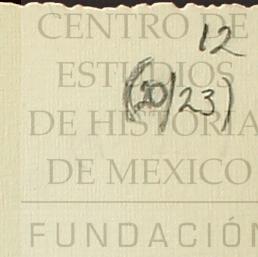 CENTRO DE
12
ESTUDIOS
(20/23)
DE HISTORIA
DE MEXICO
FUNDACIÓN